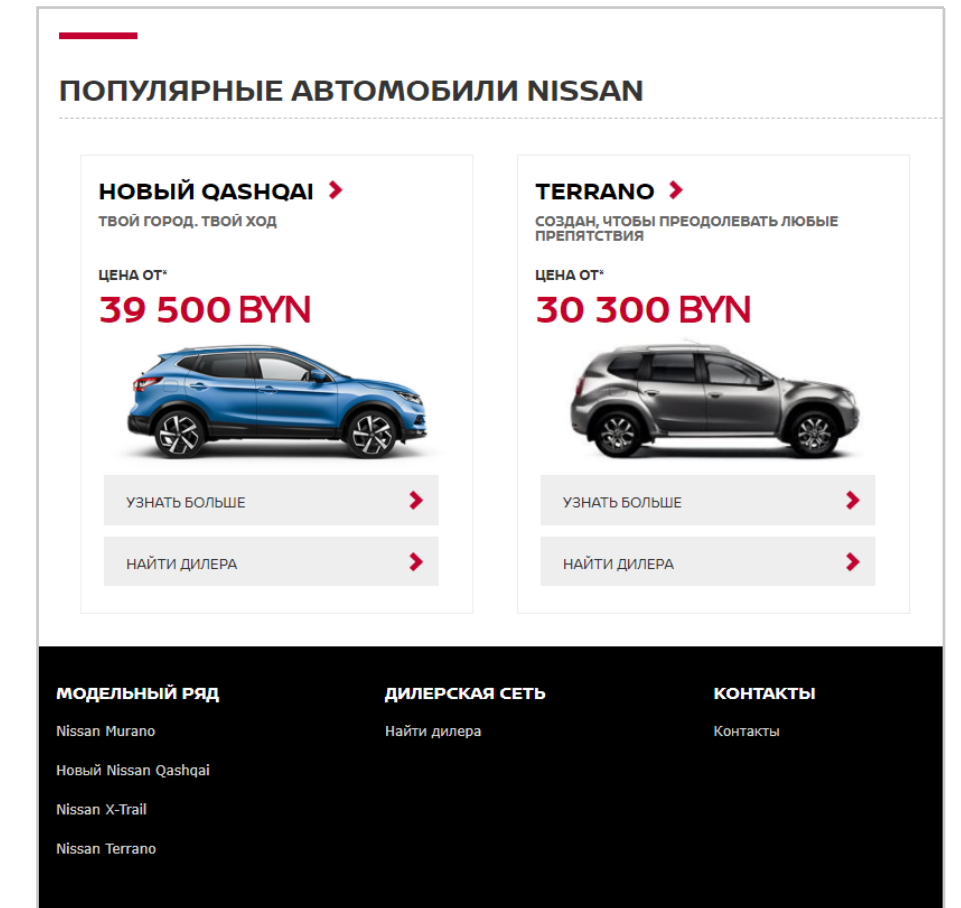 ПОПУЛЯРНЫЕ АВТОМОБИЛИ NISSAN
НОВЫЙ QASHQAI
ТВОЙ ГОРОД. ТВОЙ ХОД
ЦЕНА ОТ*
39 500 BYN
УЗНАТЬ БОЛЬШЕ
НАЙТИ ДИЛЕРА
TERRANO
СОЗДАН, ЧТОБЫ ПРЕОДОЛЕВАТЬ ЛЮБЫЕ
ПРЕПЯТСТВИЯ
ЦЕНА ОТ*
30 300 BYN
УЗНАТЬ БОЛЬШЕ
НАЙТИ ДИЛЕРА
МОДЕЛЬНЫЙ РЯД
Nissan Murano
Новый Nissan Qashqai
Nissan X-Trail
Nissan Terrano
ДИЛЕРСКАЯ СЕТЬ
Найти дилера
КОНТАКТЫ
Контакты